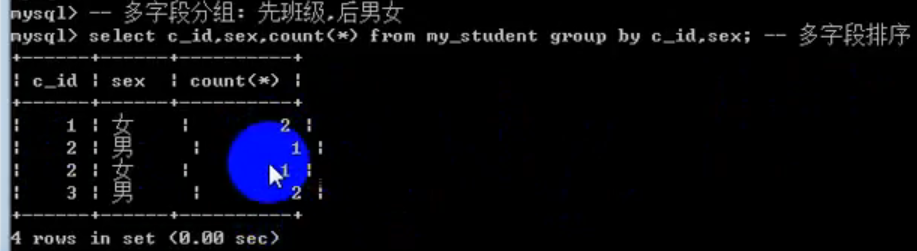 mysql> -- 多字段分组：先班级,后男女
mysql> select c_id,sex,count(*) from my_student group by c_id,sex; -- 多字段排序
+------+------+----------+
| c_id | sex  | count(*) |
+------+------+----------+
|    1 | 女   |        2 |
|    2 | 男   |        1 |
|    2 | 女   |        1 |
|    3 | 男   |        2 |
+------+------+----------+
4 rows in set (0.00 sec)